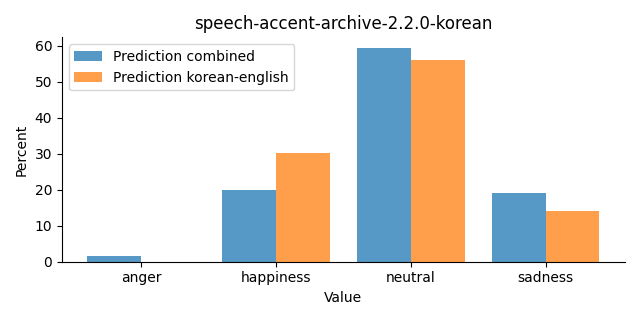 speech-accent-archive-2.2.0-korean
Prediction combined
Prediction korean-english
Percent
60
50
40
30
20
10
0
anger happiness neutral sadness
Value